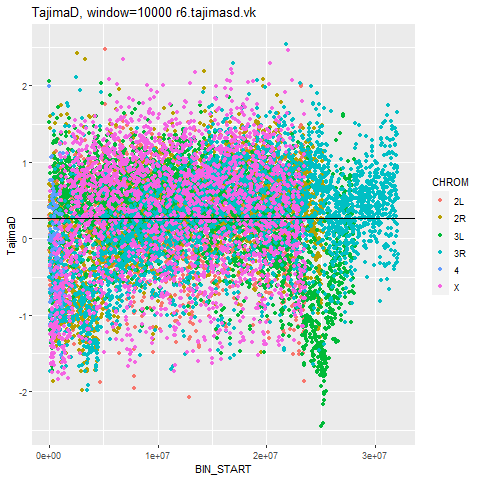 TajimaD, window=10000 r6.tajimasd.vk
2
1
0
-1
-2
TajimaD
0e+00
1e+07
2e+07
3e+07
BIN_START
CHROM
2L
2R
3L
3R
4
X